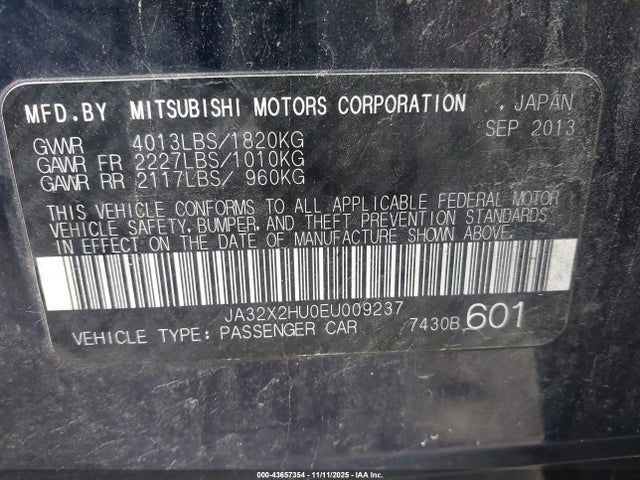 MFD.BY MITSUBISHI MOTORS CORPORATION , JAPAN
SEP 2013
GVWR 4013LBS/1820KG
GAWR FR 2227LBS/1010KG
GAWR RR 2117LBS/ 960KG
THIS VEHICLE CONFORMS TO ALL APPLICABLE FEDERAL MOTOR
VEHICLE SAFETY, BUMPER, AND THEFT PREVENTION STANDARDS
IN EFFECT ON THE DATE OF MANUFACTURE SHOWN ABOVE.
JA32X2HU0EU009237
VEHICLE TYPE: PASSENGER CAR 7430B 601
000-43657354 - 11/11/2025 - IAA Inc.